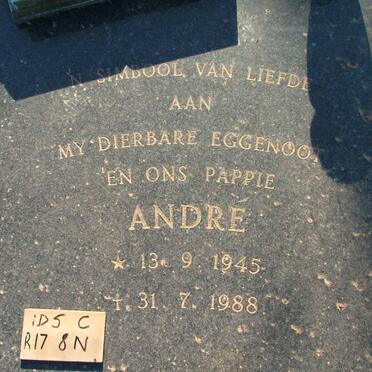 'N SIMBOOL VAN LIEFDE
AAN
MY DIERBARE EGGENOO
EN ONS PAPPIE
ANDRÉ
★ 13. 9. 1945
† 31. 7. 1988
iD5 C
R17 8N